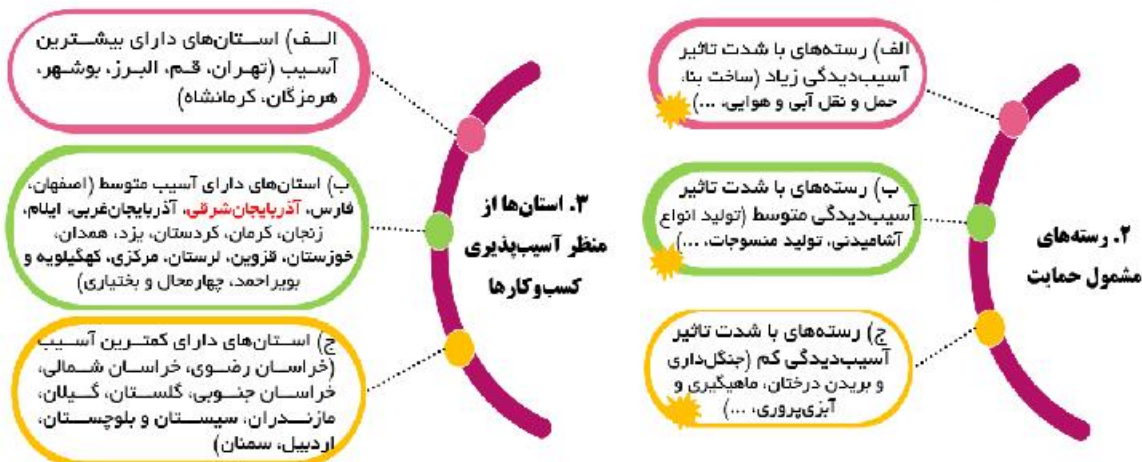 ۲. رسته‌های
مشمول حمایت
الف) رسته‌های با شدت تاثیر
آسیب‌دیدگی زیاد (ساخت بنا،
حمل و نقل آبی و هوایی، ...)
ب) رسته‌های با شدت تاثیر
آسیب‌دیدگی متوسط (تولید انواع
آشامیدنی، تولید منسوجات، ...)
ج) رسته‌های با شدت تاثیر
آسیب‌دیدگی کم (جنگل‌داری
و بریدن درختان، ماهیگیری و
آبزی‌پروری، ...)
۳. استان‌ها از
منظر آسیب‌پذیری
کسب‌وکارها
الف) استان‌های دارای بیشترین
آسیب (تهران، قم، البرز، بوشهر،
هرمزگان، کرمانشاه)
ب) استان‌های دارای آسیب متوسط (اصفهان،
فارس، آذربایجان‌شرقی، آذربایجان‌غربی، ایلام،
زنجان، کرمان، کردستان، یزد، همدان،
خوزستان، قزوین، لرستان، مرکزی، کهگیلویه و
بویراحمد، چهارمحال و بختیاری)
ج) استان‌های دارای کمترین آسیب
(خراسان رضوی، خراسان شمالی،
خراسان جنوبی، گلستان، گیلان،
مازندران، سیستان و بلوچستان،
اردبیل، سمنان)